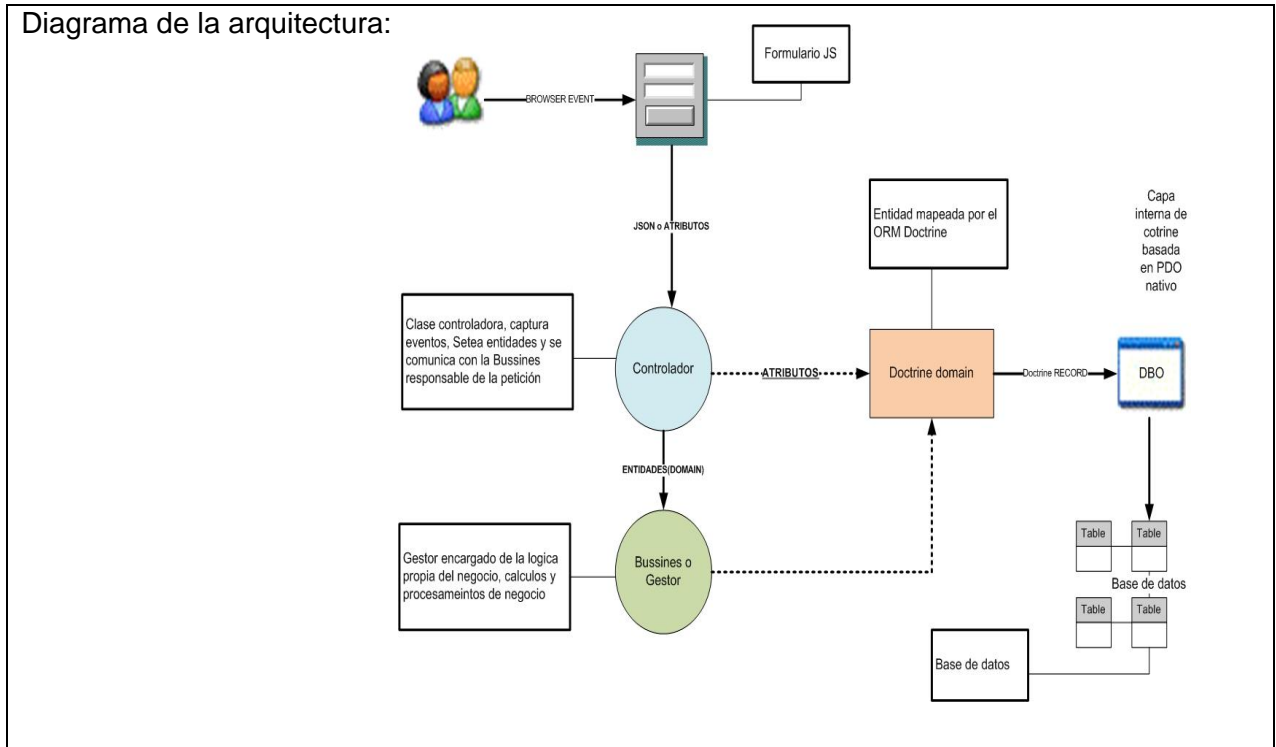 Diagrama de la arquitectura:
Formulario JS
BROWSER EVENT
JSON o ATRIBUTOS
Entidad mapeada por el
ORM Doctrine
Capa
interna de
cotrine
basada
en PDO
nativo
Clase controladora, captura
eventos, Setea entidades y se
comunica con la Bussines
responsable de la petición
Controlador
ATRIBUTOS
Doctrine domain
Doctrine RECORD
DBO
ENTIDADES(DOMAIN)
Gestor encargado de la logica
propia del negocio, calculos y
procesameintos de negocio
Bussines o
Gestor
Table
Table
Base de datos
Table
Table
Base de datos